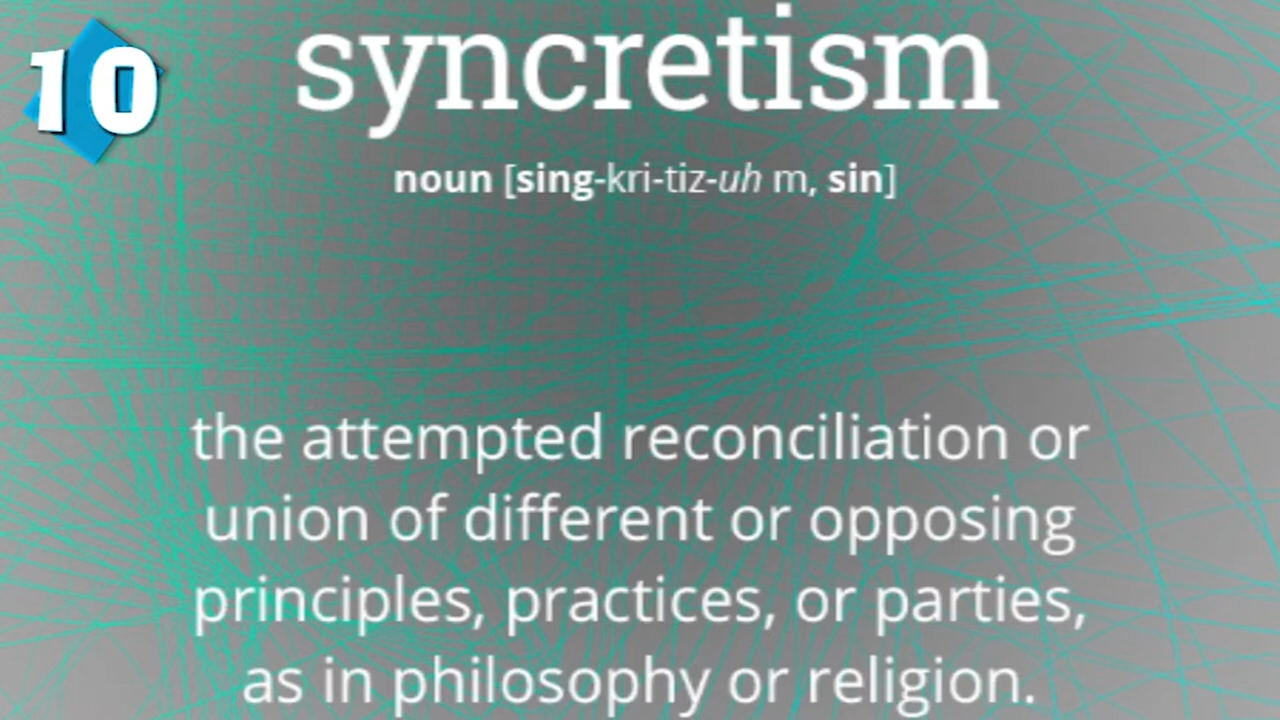 10
syncretism
noun [sing-kri-tiz-uh m, sin]
the attempted reconciliation or
union of different or opposing
principles, practices, or parties,
as in philosophy or religion.